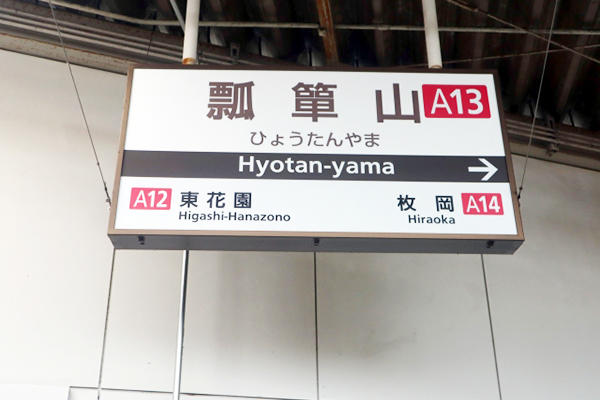 瓢箪山 A13
ひょうたんやま
Hyotan-yama →
A12 東花園 枚岡 A14
Higashi-Hanazono Hiraoka